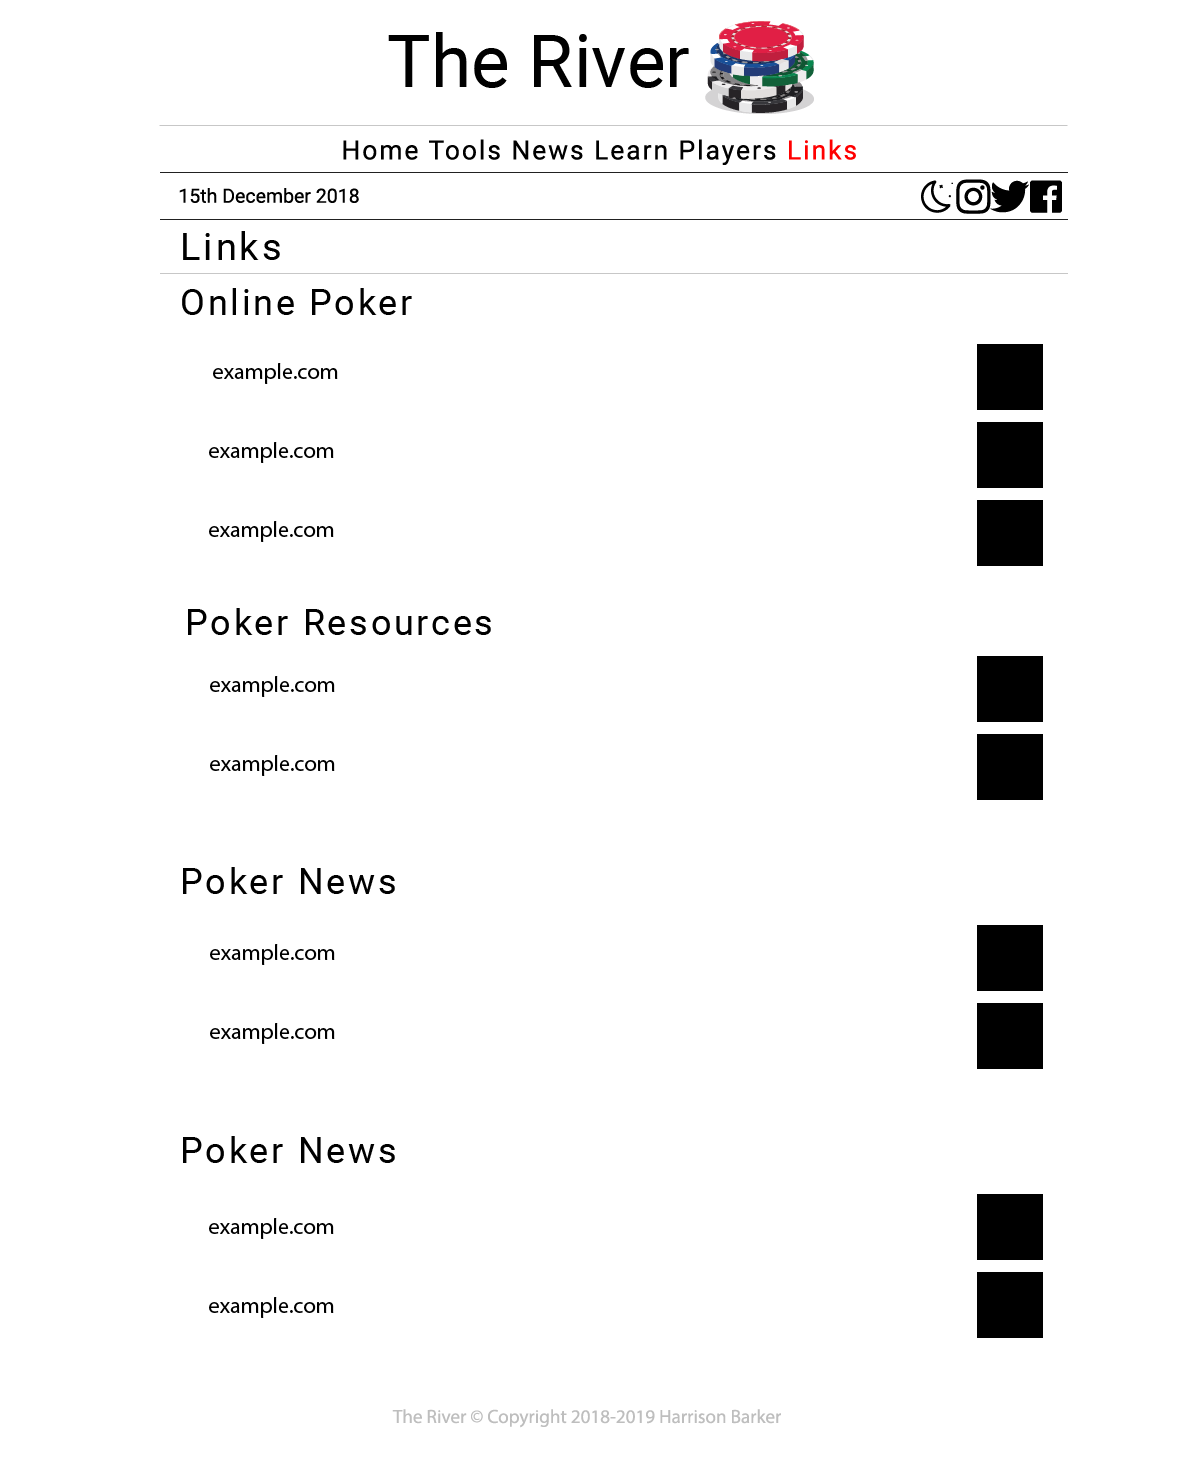 The River
Home Tools News Learn Players Links
15th December 2018
Links
Online Poker
example.com
example.com
example.com
Poker Resources
example.com
example.com
Poker News
example.com
example.com
Poker News
example.com
example.com
The River © Copyright 2018-2019 Harrison Barker